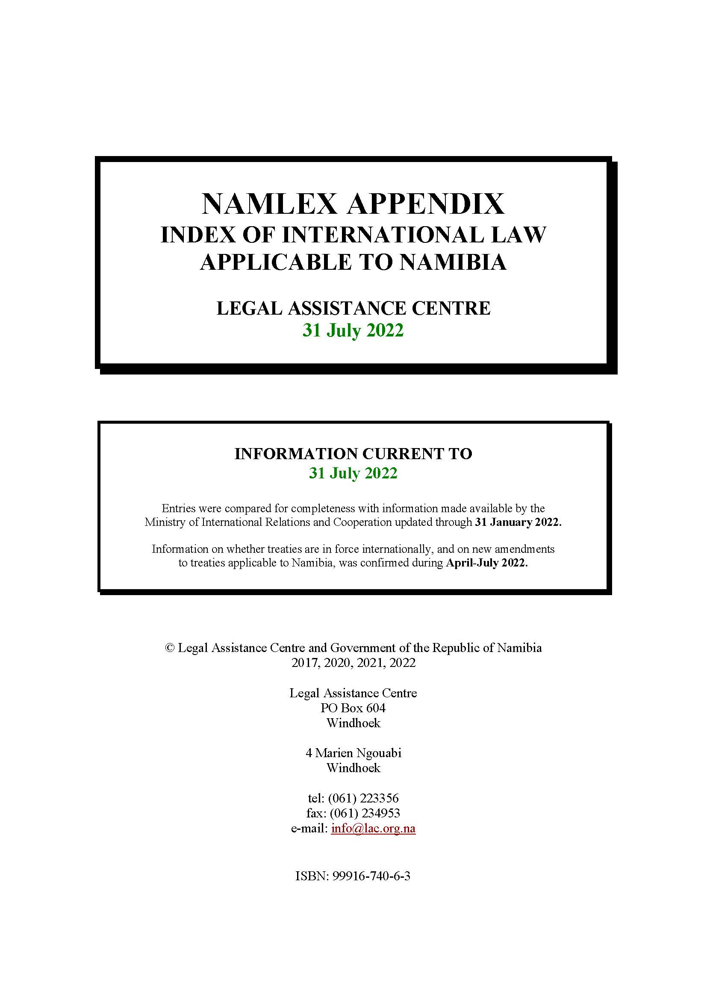 NAMLEX APPENDIX
INDEX OF INTERNATIONAL LAW
APPLICABLE TO NAMIBIA
LEGAL ASSISTANCE CENTRE
31 July 2022
INFORMATION CURRENT TO
31 July 2022
Entries were compared for completeness with information made available by the
Ministry of International Relations and Cooperation updated through 31 January 2022.
Information on whether treaties are in force internationally, and on new amendments
to treaties applicable to Namibia, was confirmed during April-July 2022.
© Legal Assistance Centre and Government of the Republic of Namibia
2017, 2020, 2021, 2022
Legal Assistance Centre
PO Box 604
Windhoek
4 Marien Ngouabi
Windhoek
tel: (061) 223356
fax: (061) 234953
e-mail: info@lac.org.na
ISBN: 99916-740-6-3